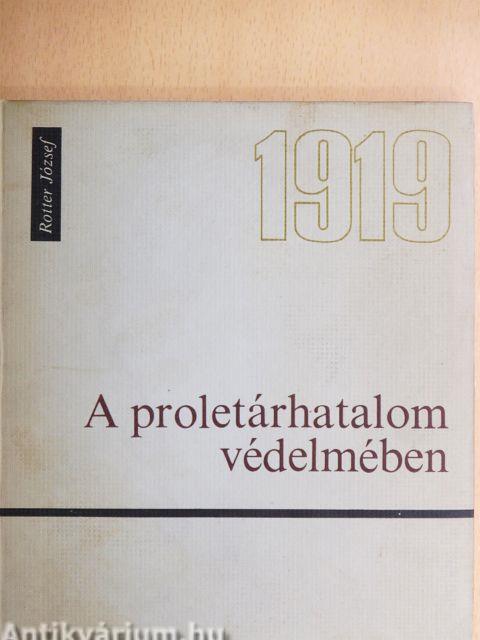 Rotter József
1919
A proletárhatalom
védelmében
Antikvárium.hu